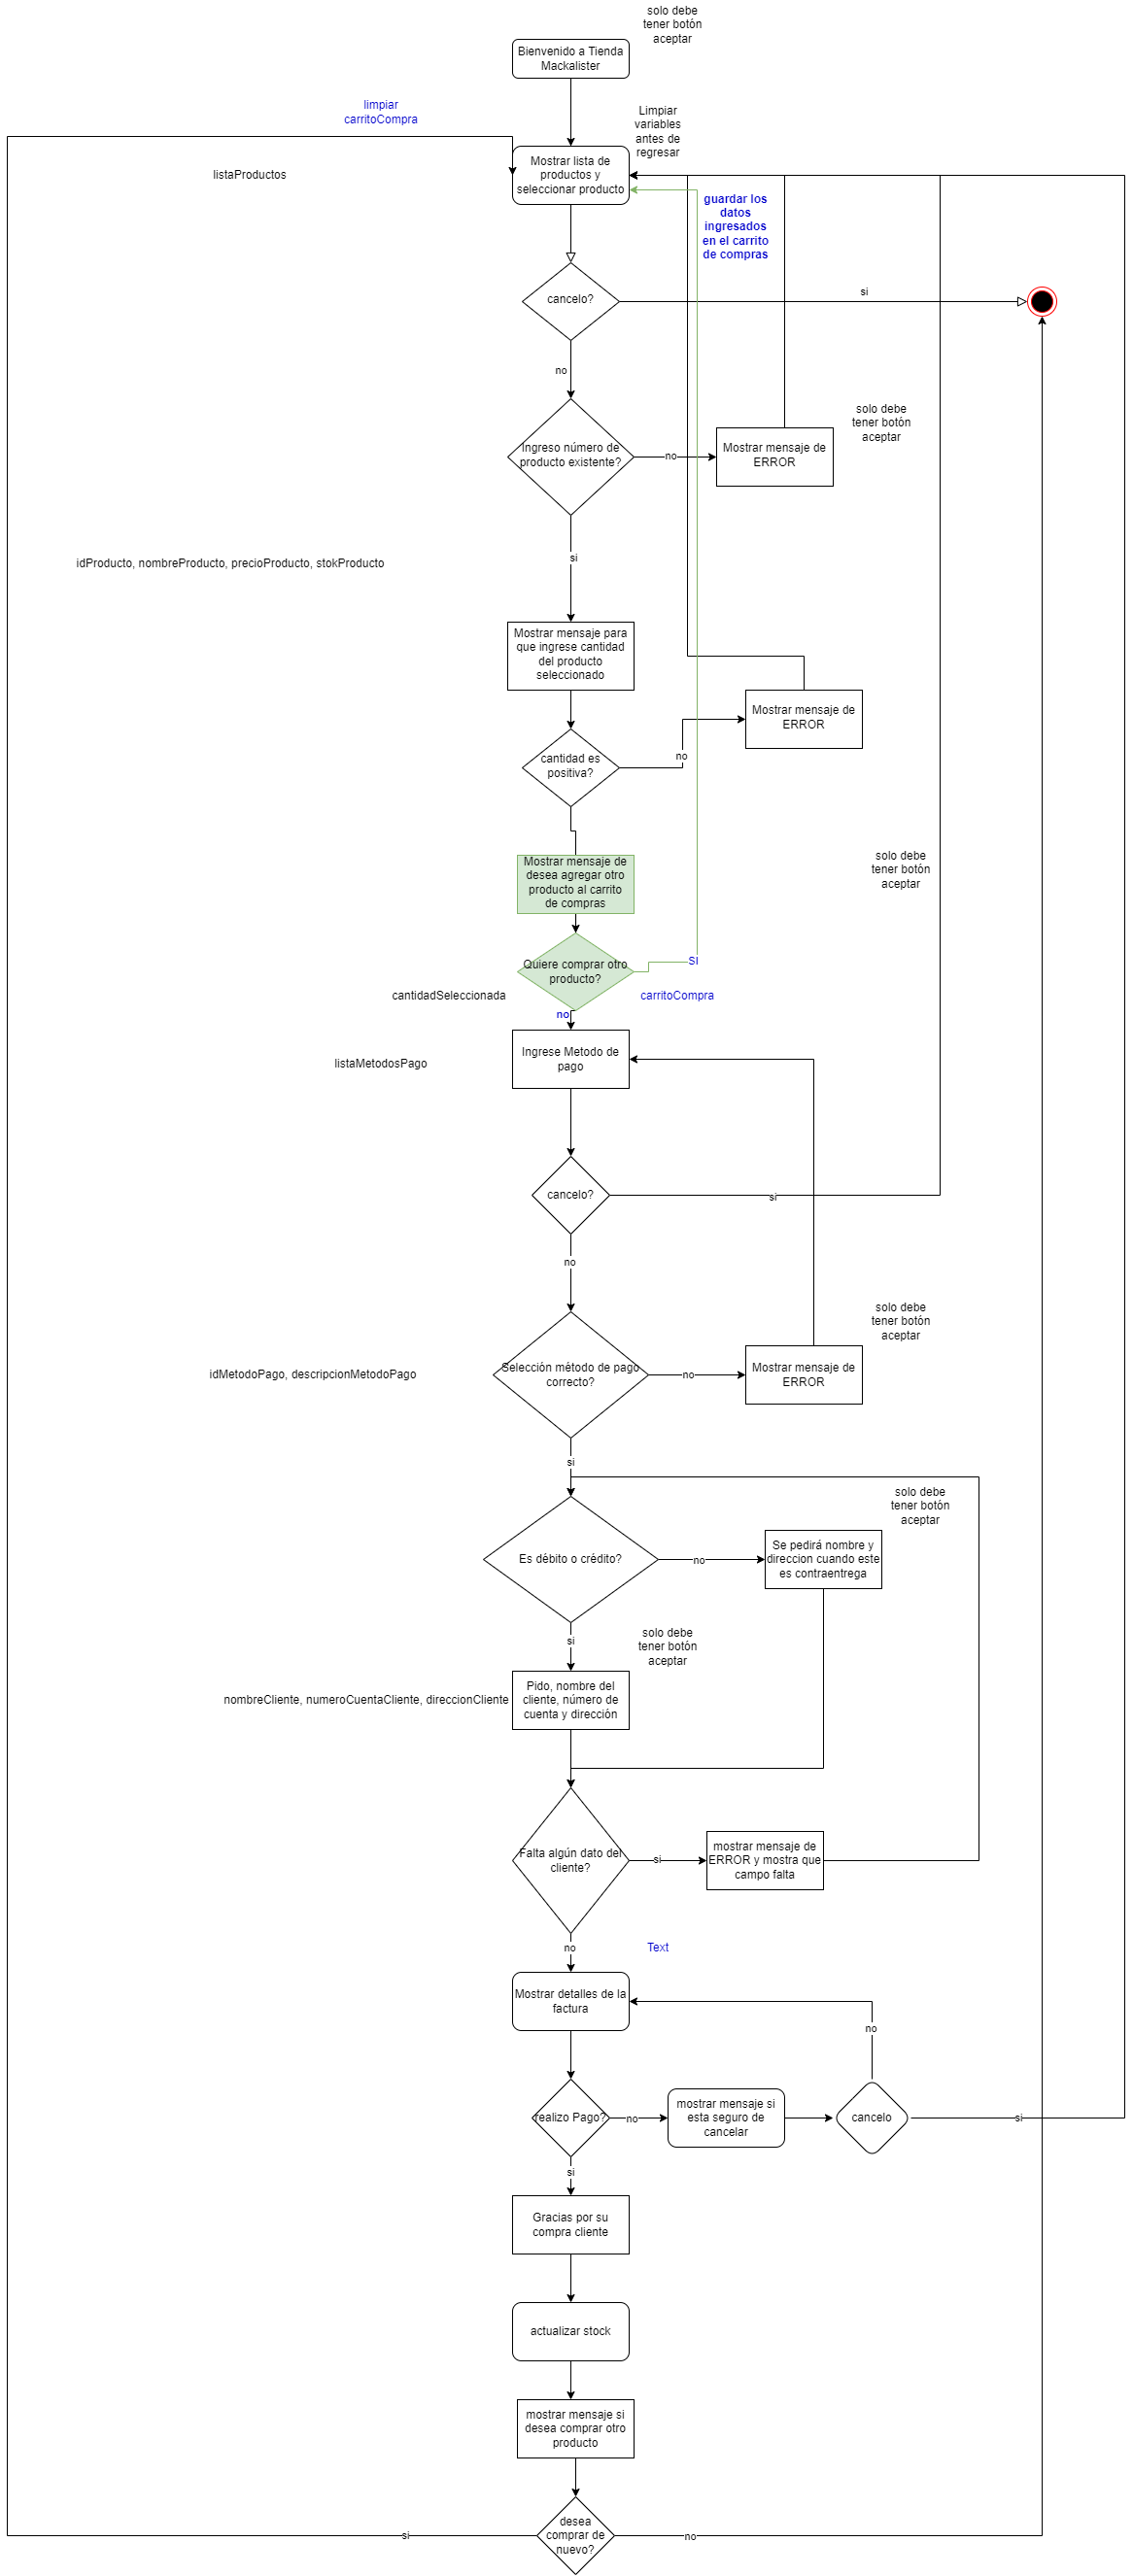 solo debe
tener botón
aceptar
Bienvenido a Tienda
Mackalister
limpiar
carritoCompra
Limpiar
variables
antes de
regresar
listaProductos
Mostrar lista de
productos y
seleccionar producto
guardar los
datos
ingresados
en el carrito
de compras
cancelo?
si
no
solo debe
tener botón
aceptar
Ingreso número de
producto existente?
no
Mostrar mensaje de
ERROR
si
idProducto, nombreProducto, precioProducto, stokProducto
Mostrar mensaje para
que ingrese cantidad
del producto
seleccionado
Mostrar mensaje de
ERROR
cantidad es
positiva?
no
Mostrar mensaje de
desea agregar otro
producto al carrito
de compras
solo debe
tener botón
aceptar
Quiere comprar otro
producto?
SI
cantidadSeleccionada
carritoCompra
no
listaMetodosPago
Ingrese Metodo de
pago
cancelo?
si
no
solo debe
tener botón
aceptar
idMetodoPago, descripcionMetodoPago
Selección método de pago
correcto?
no
Mostrar mensaje de
ERROR
si
solo debe
tener botón
aceptar
Es débito o crédito?
no
Se pedirá nombre y
direccion cuando este
es contraentrega
si
solo debe
tener botón
aceptar
nombreCliente, numeroCuentaCliente, direccionCliente
Pido, nombre del
cliente, número de
cuenta y dirección
Falta algún dato del
cliente?
si
mostrar mensaje de
ERROR y mostra que
campo falta
no
Text
Mostrar detalles de la
factura
no
realizo Pago?
no
mostrar mensaje si
esta seguro de
cancelar
cancelo
si
si
Gracias por su
compra cliente
actualizar stock
mostrar mensaje si
desea comprar otro
producto
si
desea
comprar de
nuevo?
no